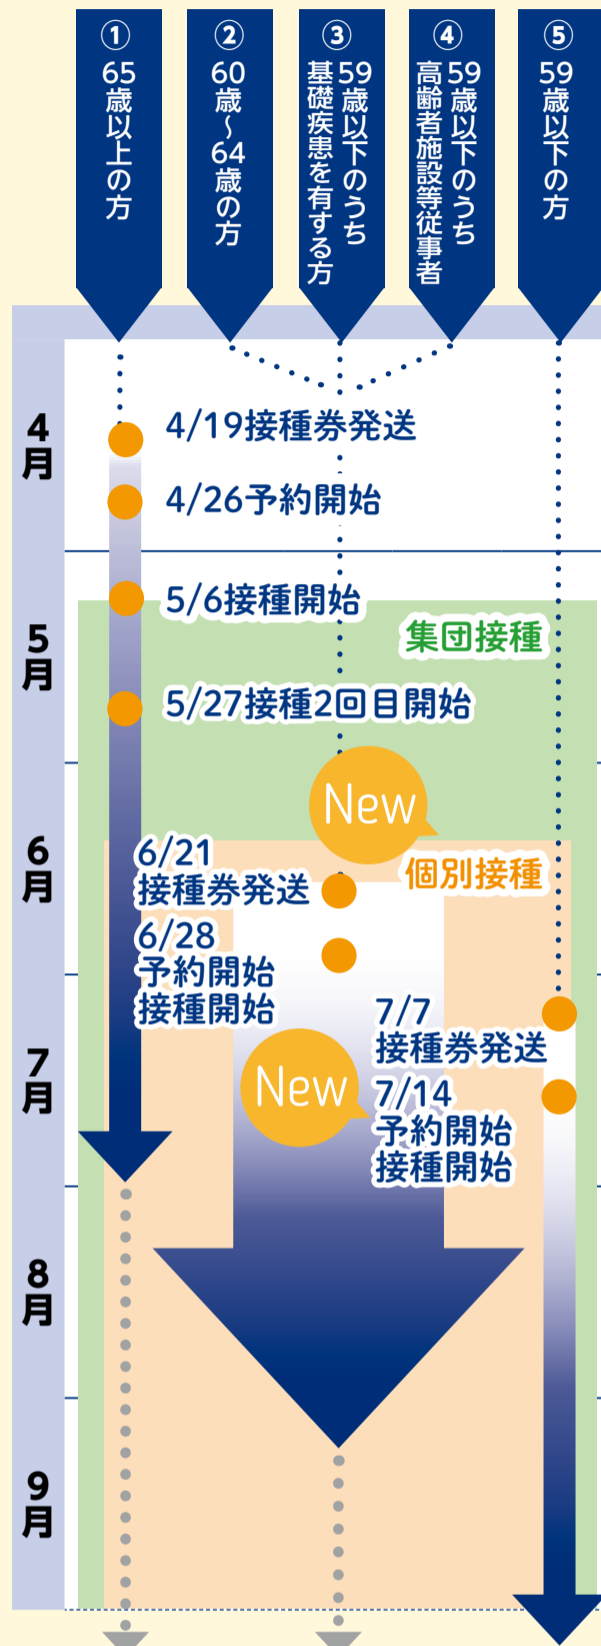 ①
65歳以上の方
②
60歳～64歳の方
③
59歳以下のうち
基礎疾患を有する方
④
59歳以下のうち
高齢者施設等従事者
⑤
59歳以下の方
4月
4/19接種券発送
4/26予約開始
5月
5/6接種開始
集団接種
5/27接種2回目開始
New
6月
6/21
接種券発送
個別接種
6/28
予約開始
接種開始
7月
7/7
接種券発送
New
7/14
予約開始
接種開始
8月
9月